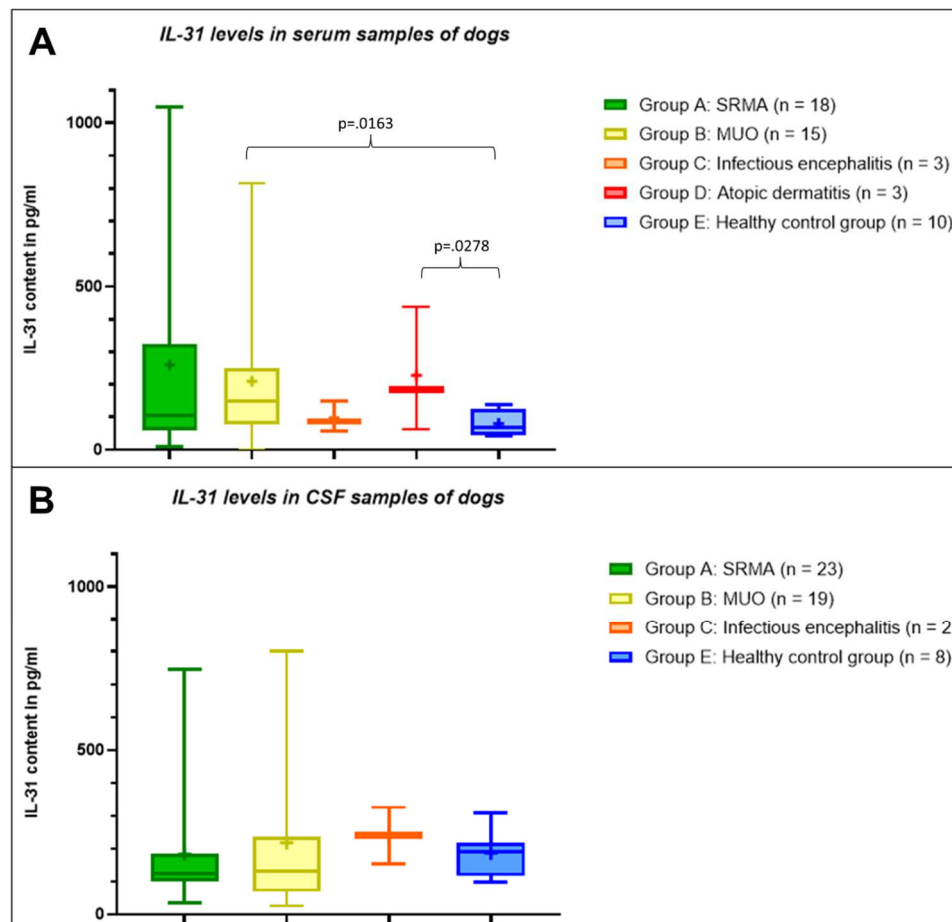 A
IL-31 levels in serum samples of dogs
IL-31 content in pg/ml
1000
500
0
p=.0163
p=.0278
Group A: SRMA (n = 18)
Group B: MUO (n = 15)
Group C: Infectious encephalitis (n = 3)
Group D: Atopic dermatitis (n = 3)
Group E: Healthy control group (n = 10)
B
IL-31 levels in CSF samples of dogs
IL-31 content in pg/ml
1000
500
0
Group A: SRMA (n = 23)
Group B: MUO (n = 19)
Group C: Infectious encephalitis (n = 2
Group E: Healthy control group (n = 8)